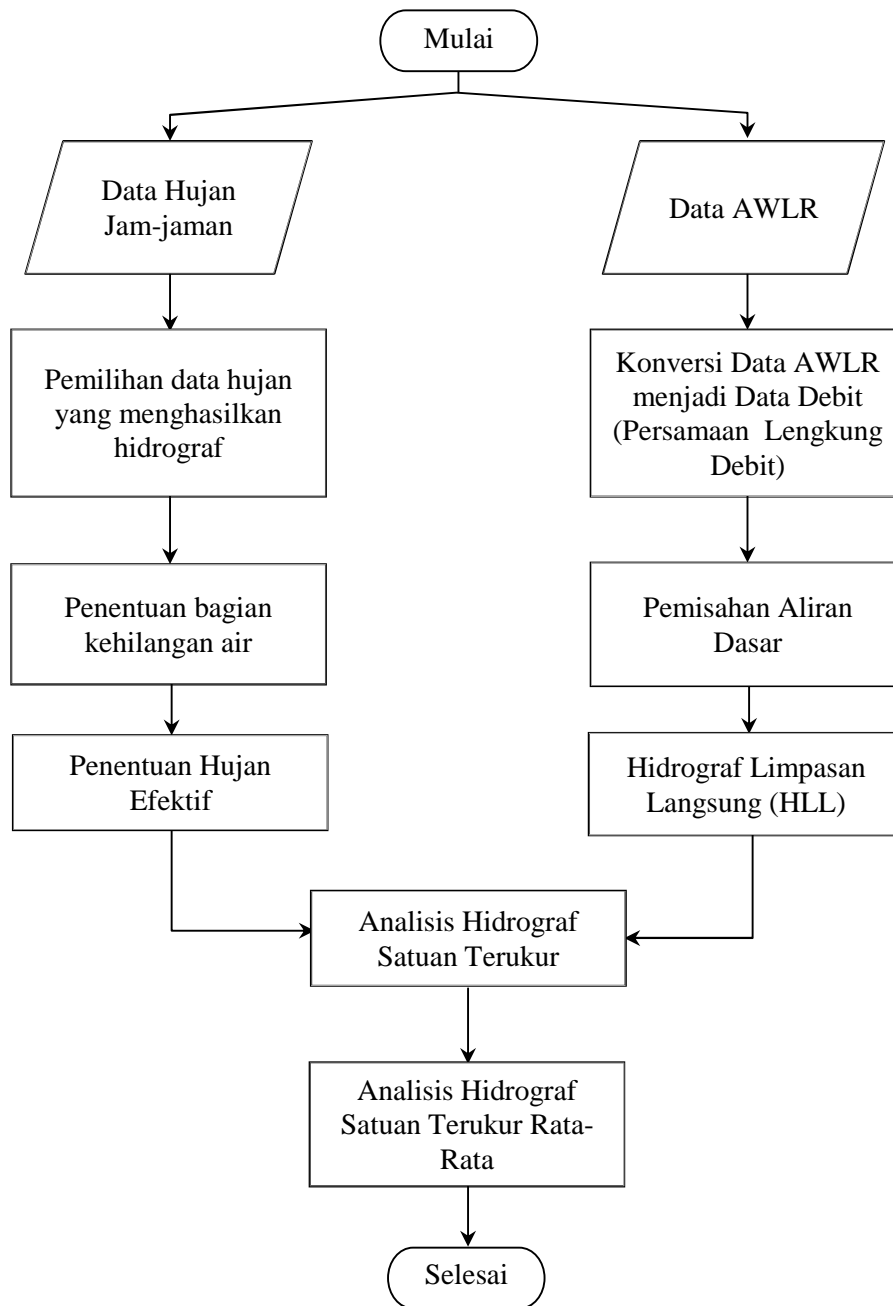 Mulai
Data Hujan
Jam-jaman
Data AWLR
Pemilihan data hujan
yang menghasilkan
hidrograf
Konversi Data AWLR
menjadi Data Debit
(Persamaan Lengkung
Debit)
Penentuan bagian
kehilangan air
Pemisahan Aliran
Dasar
Penentuan Hujan
Efektif
Hidrograf Limpasan
Langsung (HLL)
Analisis Hidrograf
Satuan Terukur
Analisis Hidrograf
Satuan Terukur Rata-
Rata
Selesai